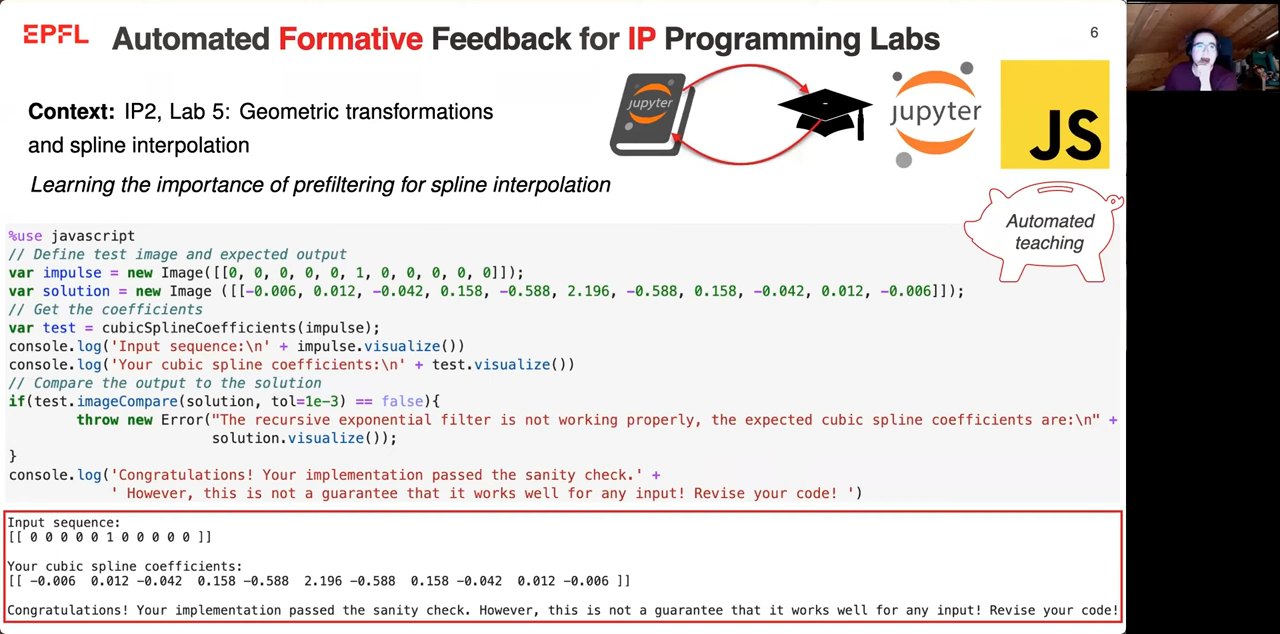 EPFL Automated Formative Feedback for IP Programming Labs
6
Context: IP2, Lab 5: Geometric transformations
and spline interpolation
Learning the importance of prefiltering for spline interpolation
jupyter
jupyter
JS
Automated
teaching
%use javascript
// Define test image and expected output
var impulse = new Image([[0, 0, 0, 0, 0, 1, 0, 0, 0, 0, 0]]);
var solution = new Image ([[-0.006, 0.012, -0.042, 0.158, -0.588, 2.196, -0.588, 0.158, -0.042, 0.012, -0.006]]);
// Get the coefficients
var test = cubicSplineCoefficients(impulse);
console.log('Input sequence:\n' + impulse.visualize())
console.log('Your cubic spline coefficients:\n' + test.visualize())
// Compare the output to the solution
if(test.imageCompare(solution, tol=1e-3) == false){
throw new Error("The recursive exponential filter is not working properly, the expected cubic spline coefficients are:\n" +
solution.visualize());
}
console.log('Congratulations! Your implementation passed the sanity check.' +
' However, this is not a guarantee that it works well for any input! Revise your code! ')
Input sequence:
[[ 0 0 0 0 0 1 0 0 0 0 0 ]]
Your cubic spline coefficients:
[[ -0.006 0.012 -0.042 0.158 -0.588 2.196 -0.588 0.158 -0.042 0.012 -0.006 ]]
Congratulations! Your implementation passed the sanity check. However, this is not a guarantee that it works well for any input! Revise your code!